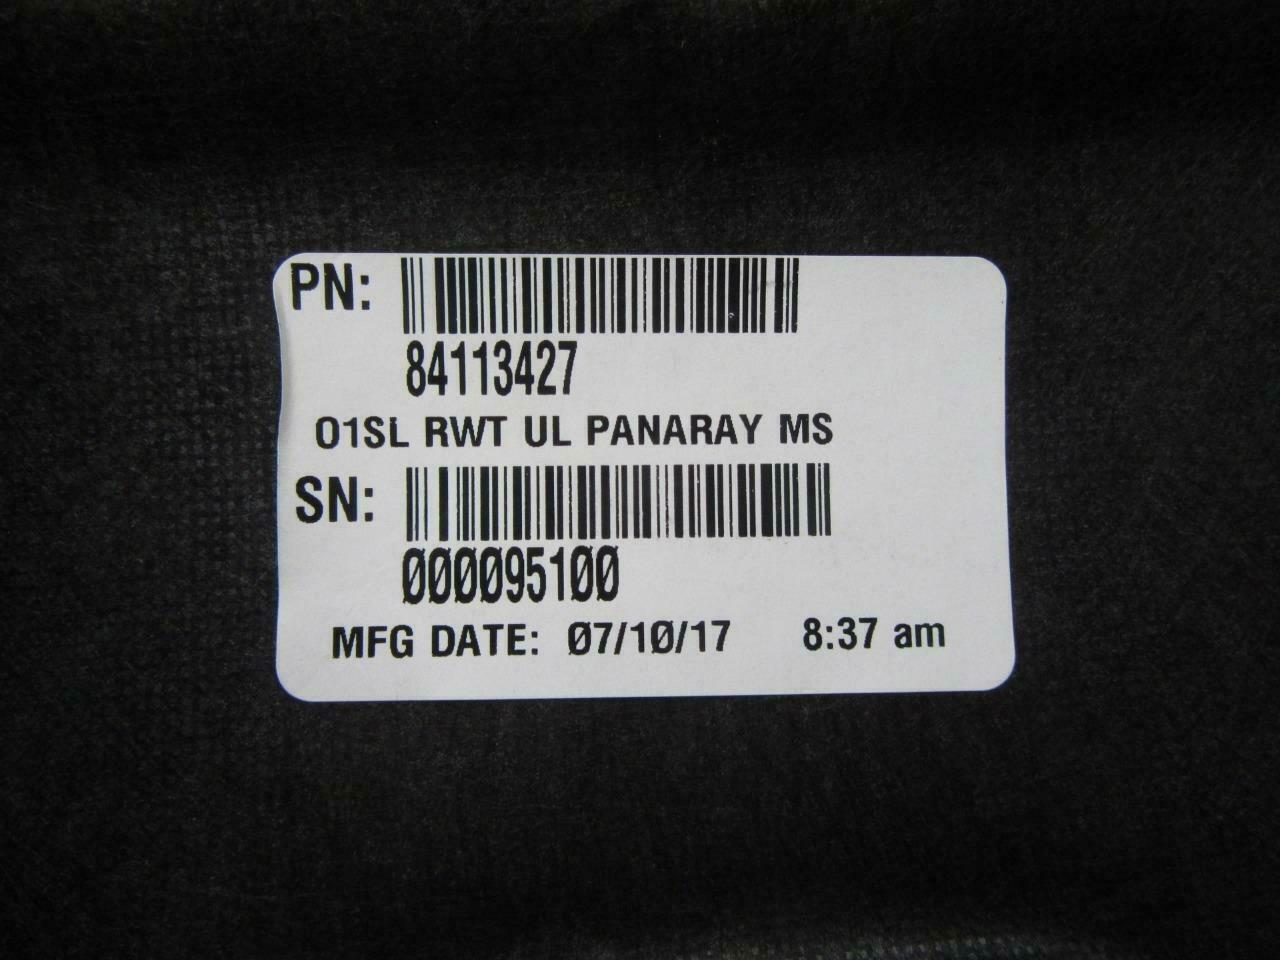 PN:
84113427
01SL RWT UL PANARAY MS
SN:
000095100
MFG DATE: 07/10/17 8:37 am